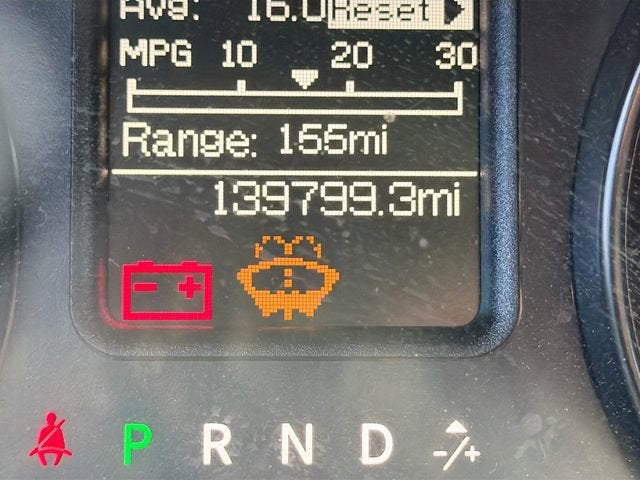 Avg: 16.0 Reset
MPG 10 20 30
Range: 155mi
139799.3mi
- +
P R N D -/+